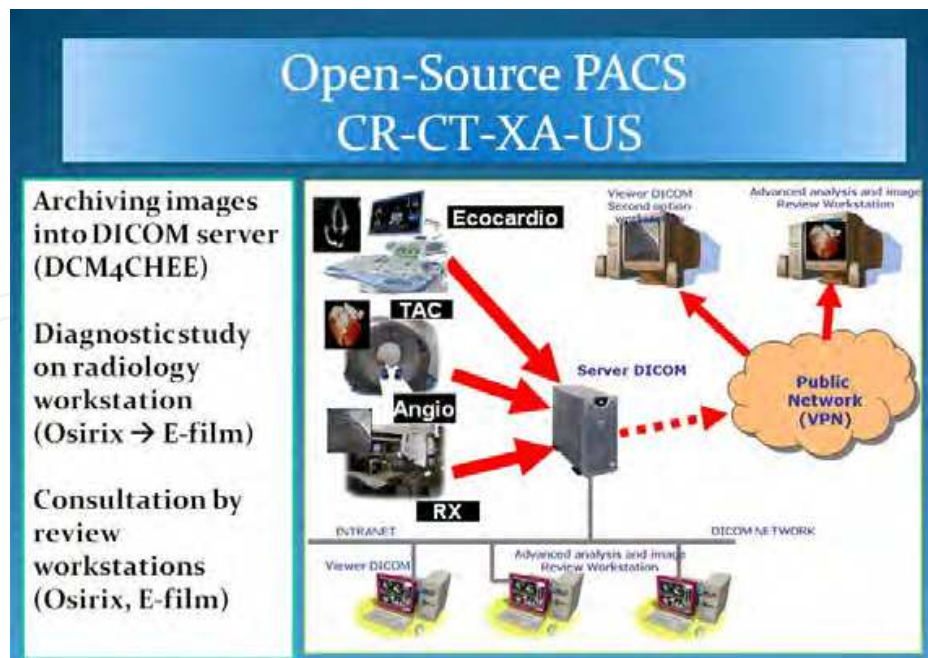 Open-Source PACS
CR-CT-XA-US
Archiving images
into DICOM server
(DCM4CHEE)
Diagnostic study
on radiology
workstation
(Osirix → E-film)
Consultation by
review
workstations
(Osirix, E-film)
Ecocardio
TAC
Angio
RX
Viewer DICOM
Second option
Advanced analysis and image
Review Workstation
Server DICOM
Public
Network
(VPN)
INTRANET
DICOM NETWORK
Viewer DICOM
Advanced analysis and image
Review Workstation